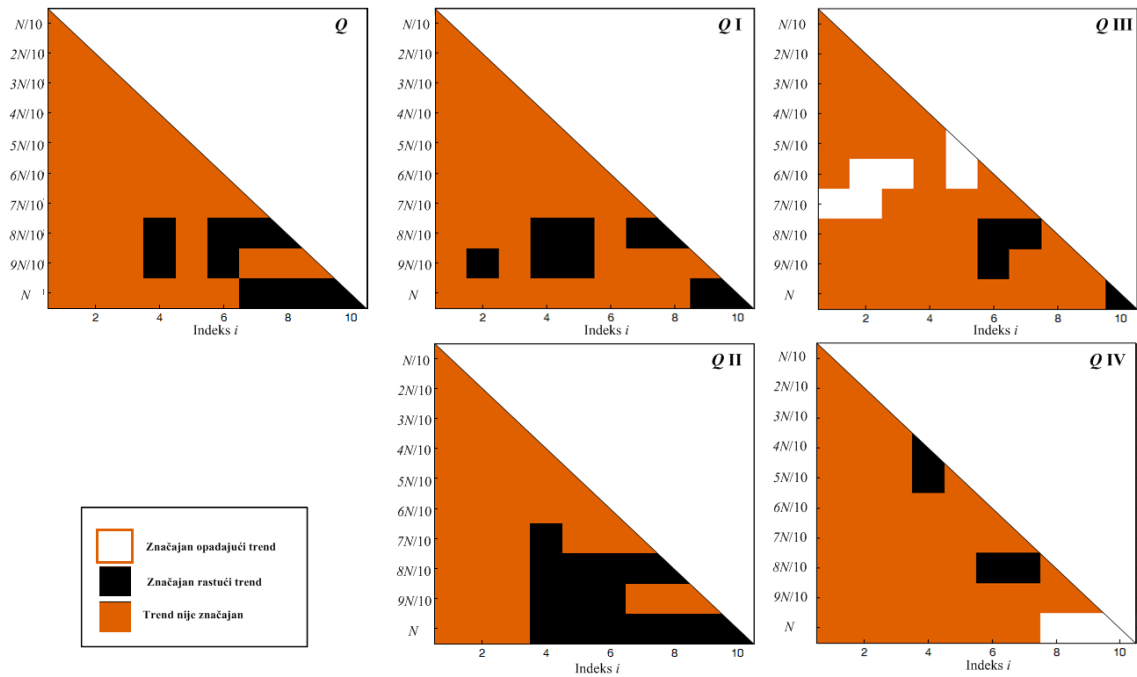 Q
N/10
2N/10
3N/10
4N/10
5N/10
6N/10
7N/10
8N/10
9N/10
N
2
4
6
8
10
Indeks i
Q I
N/10
2N/10
3N/10
4N/10
5N/10
6N/10
7N/10
8N/10
9N/10
N
2
4
6
8
10
Indeks i
Q III
N/10
2N/10
3N/10
4N/10
5N/10
6N/10
7N/10
8N/10
9N/10
N
2
4
6
8
10
Indeks i
Q II
N/10
2N/10
3N/10
4N/10
5N/10
6N/10
7N/10
8N/10
9N/10
N
2
4
6
8
10
Indeks i
Q IV
N/10
2N/10
3N/10
4N/10
5N/10
6N/10
7N/10
8N/10
9N/10
N
2
4
6
8
10
Indeks i
Značajan opadajući trend
Značajan rastući trend
Trend nije značajan